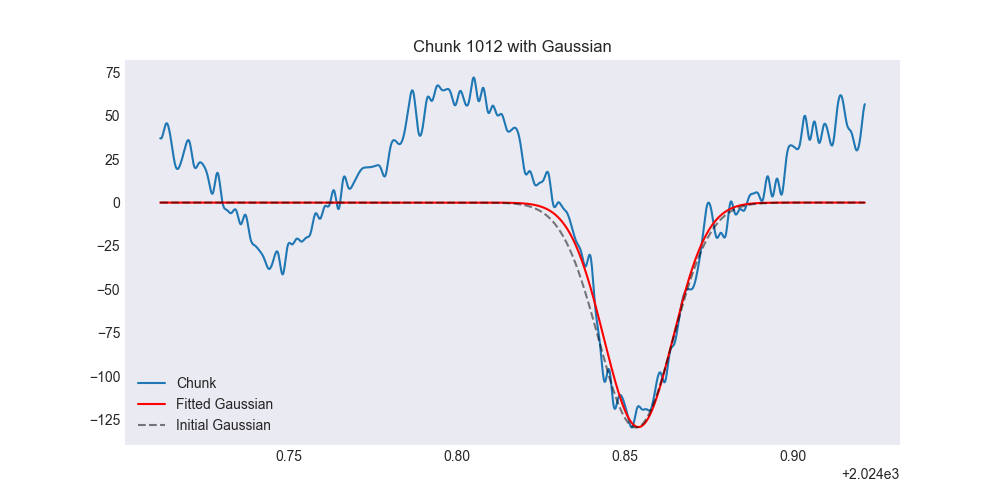 Chunk 1012 with Gaussian
75
50
25
0
−25
−50
−75
−100
−125
Chunk
Fitted Gaussian
Initial Gaussian
0.75
0.80
0.85
0.90
+2.024e3